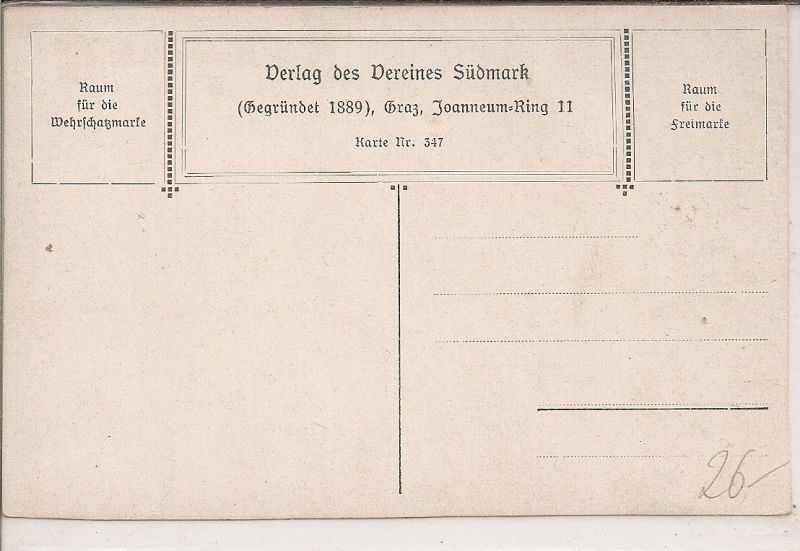 Raum
für die
Wehrschatzmarke
Verlag des Vereines Südmark
(Gegründet 1889), Graz, Joanneum-Ring 11
Karte Nr. 347
Raum
für die
Freimarke
26-